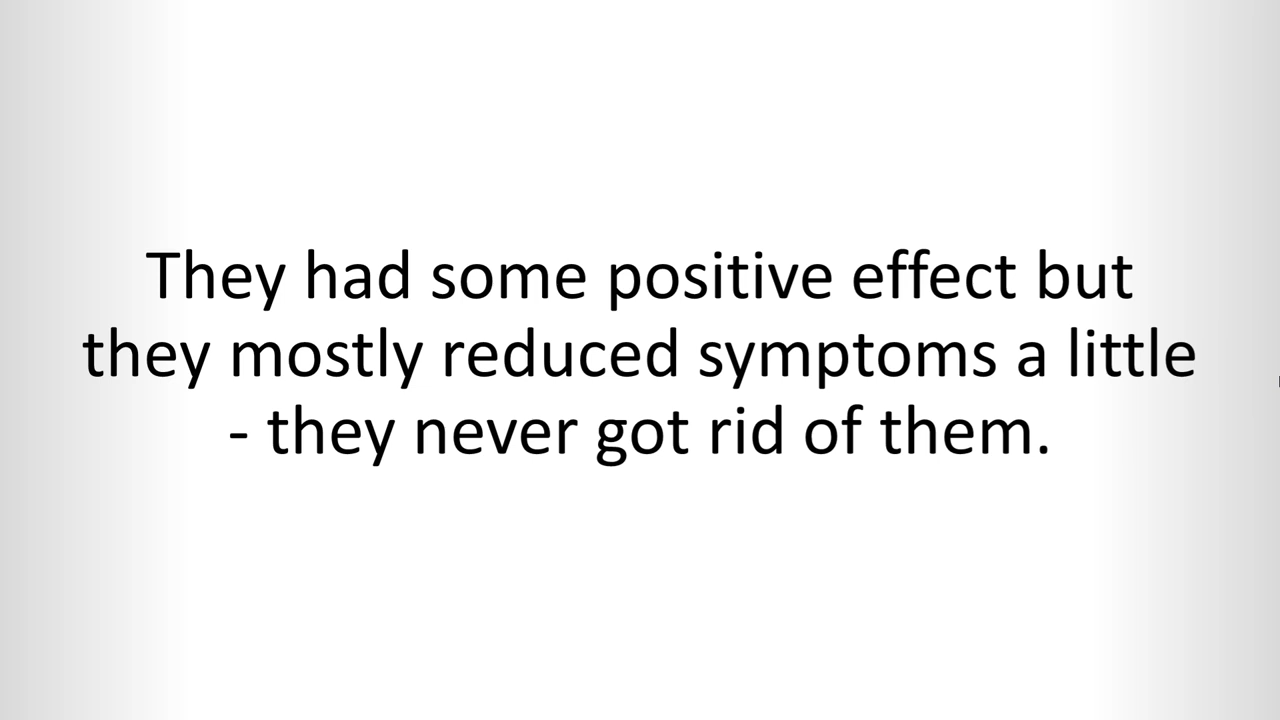 They had some positive effect but
they mostly reduced symptoms a little
- they never got rid of them.